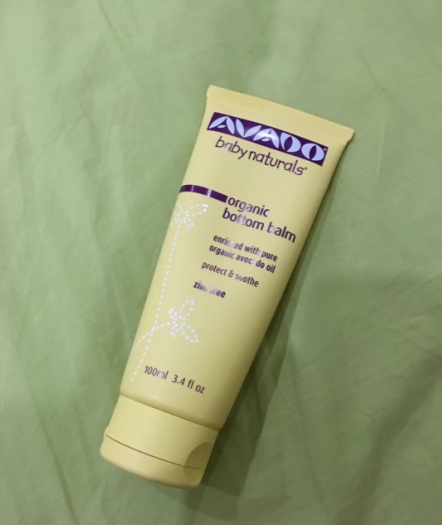 AVADO
baby naturals
organic
bottom balm
enriched with pure
organic avocado oil
protect & soothe
zinc free
100ml 3.4 fl oz